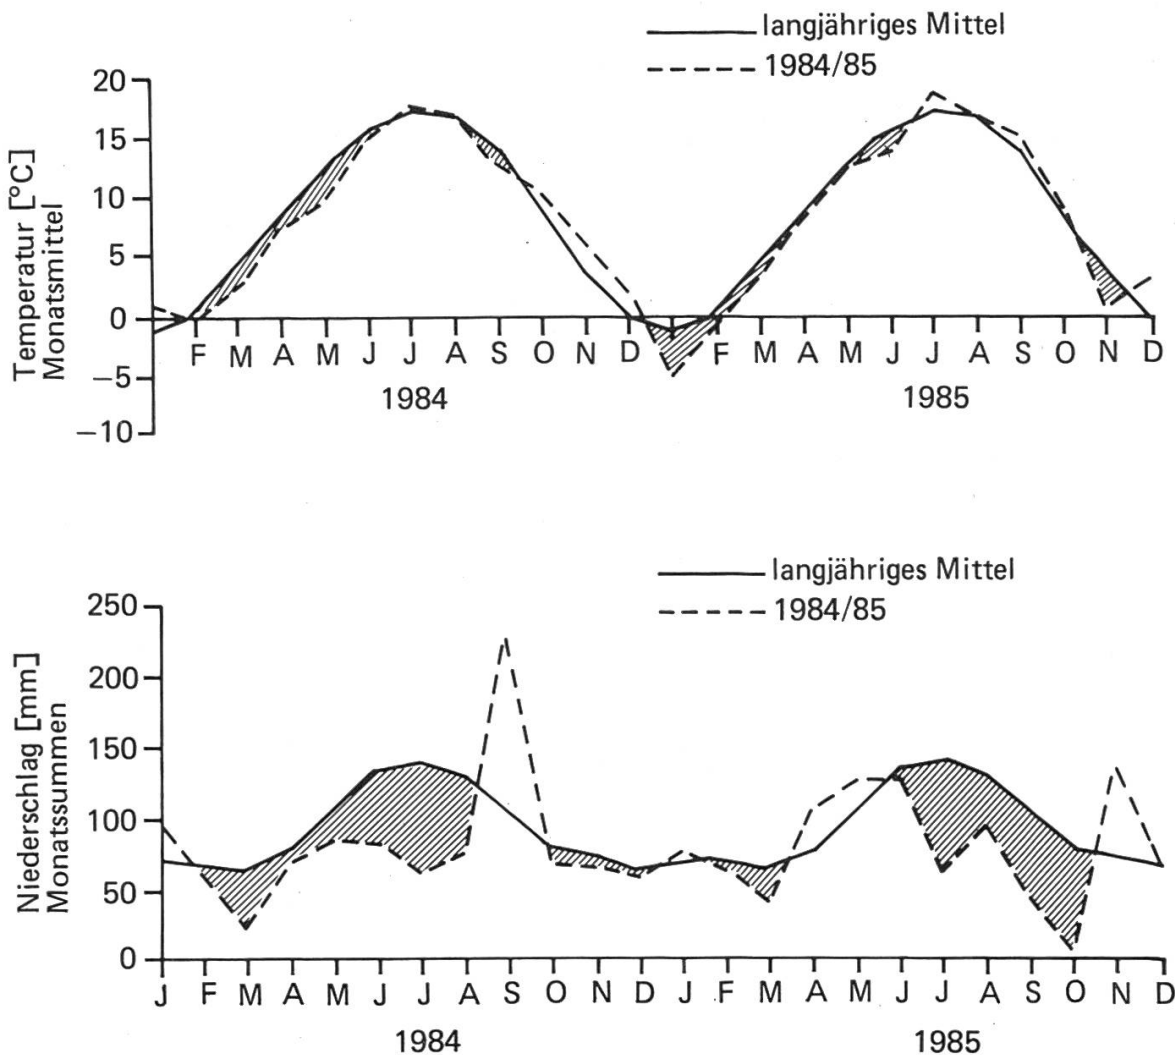 langjähriges Mittel
1984/85
Temperatur [°C]
Monatsmittel
20
15
10
5
0
−5
−10
F M A M J J A S O N D J F M A M J J A S O N D
1984 1985
langjähriges Mittel
1984/85
Niederschlag [mm]
Monatssummen
250
200
150
100
50
0
J F M A M J J A S O N D J F M A M J J A S O N D
1984 1985